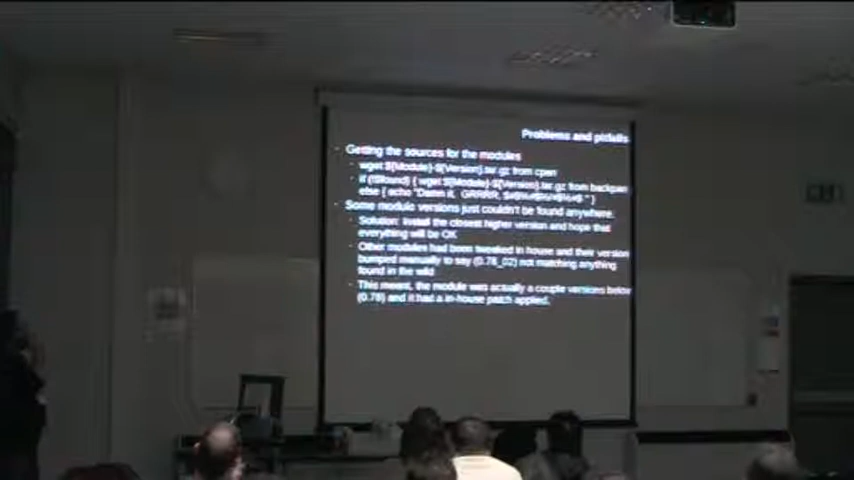 Problems and pitfalls
- Getting the sources for the modules
- wget $(Module)-$(Version).tar.gz from cpan
- if (!$found) { wget $(Module)-$(Version).tar.gz from backpan
else { echo "Damn it, GRRRR,
- Some module versions just couldn't be found anywhere.
- Solution: install the closest higher version and hope that
everything will be OK
- Other modules had been tweaked in house and their version
bumped manually to say (0.78_02) not matching anything
found in the wild
- This meant, the module was actually a couple versions below
(0.78) and it had a in-house patch applied.